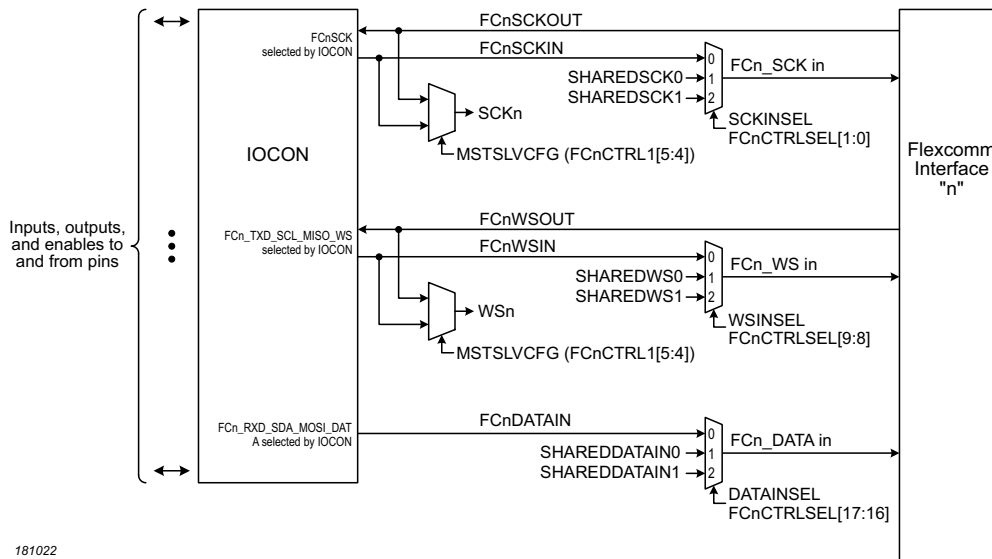 FCnSCKOUT
FCnSCK
selected by IOCON
FCnSCKIN
0
FCn_SCK in
SHAREDSCK0
1
SHAREDSCK1
2
SCKn
SCKINSEL
FCnCTRLSEL[1:0]
IOCON
MSTSLVCFG (FCnCTRL1[5:4])
Flexcomm
Interface
"n"
Inputs, outputs,
and enables to
and from pins
FCnWSOUT
FCn_TXD_SCL_MISO_WS
selected by IOCON
FCnWSIN
0
FCn_WS in
SHAREDWS0
1
SHAREDWS1
2
WSn
WSINSEL
FCnCTRLSEL[9:8]
MSTSLVCFG (FCnCTRL1[5:4])
FCn_RXD_SDA_MOSI_DAT
A selected by IOCON
FCnDATAIN
0
FCn_DATA in
SHAREDDATAIN0
1
SHAREDDATAIN1
2
DATAINSEL
FCnCTRLSEL[17:16]
181022